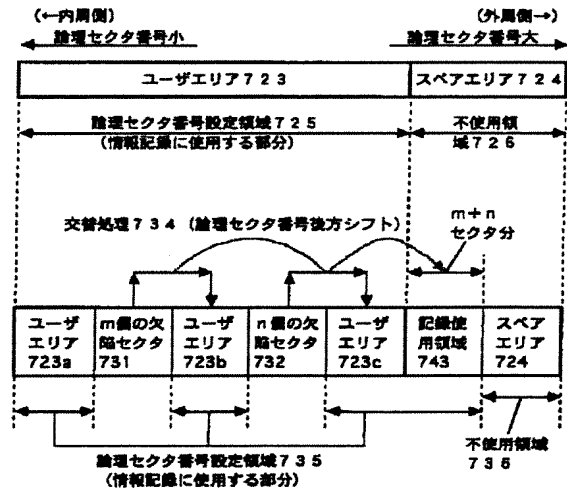 (←内周側)
(外周側→)
論理セクタ番号小
論理セクタ番号大
ユーザエリア723
スペアエリア724
論理セクタ番号設定領域725
(情報記録に使用する部分)
不使用領
域726
交替処理734 (論理セクタ番号後方シフト)
m+n
セクタ分
ユーザ
エリア
723a
m個の欠
陥セクタ
731
ユーザ
エリア
723b
n個の欠
陥セクタ
732
ユーザ
エリア
723c
記録使
用領域
743
スペア
エリア
724
論理セクタ番号設定領域735
(情報記録に使用する部分)
不使用領域
736